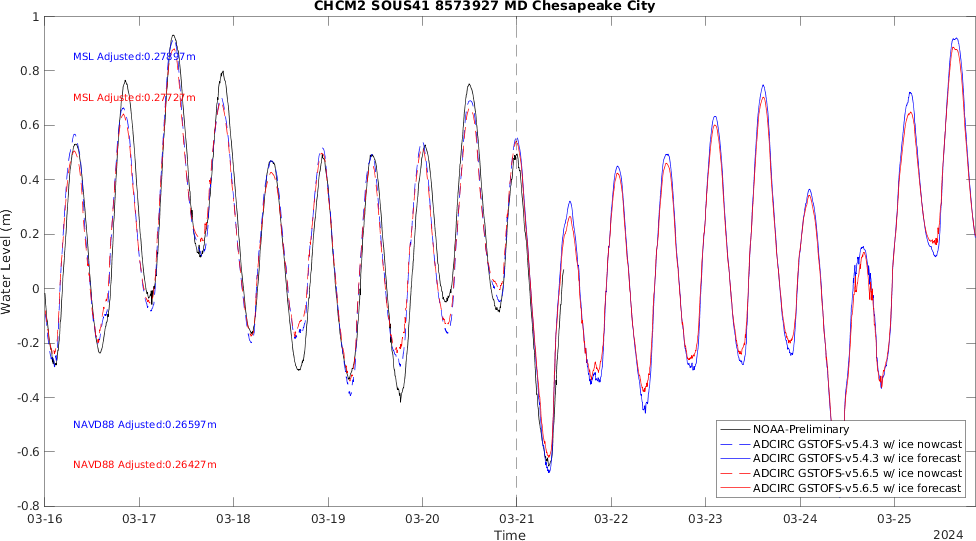 CHCM2 SOUS41 8573927 MD Chesapeake City
1
0.8
0.6
0.4
0.2
0
-0.2
-0.4
-0.6
-0.8
Water Level (m)
MSL Adjusted:0.27897m
MSL Adjusted:0.27727m
NAVD88 Adjusted:0.26597m
NAVD88 Adjusted:0.26427m
NOAA-Preliminary
ADCIRC GSTOFS-v5.4.3 w/ ice nowcast
ADCIRC GSTOFS-v5.4.3 w/ ice forecast
ADCIRC GSTOFS-v5.6.5 w/ ice nowcast
ADCIRC GSTOFS-v5.6.5 w/ ice forecast
03-16 03-17 03-18 03-19 03-20 03-21 03-22 03-23 03-24 03-25
Time
2024